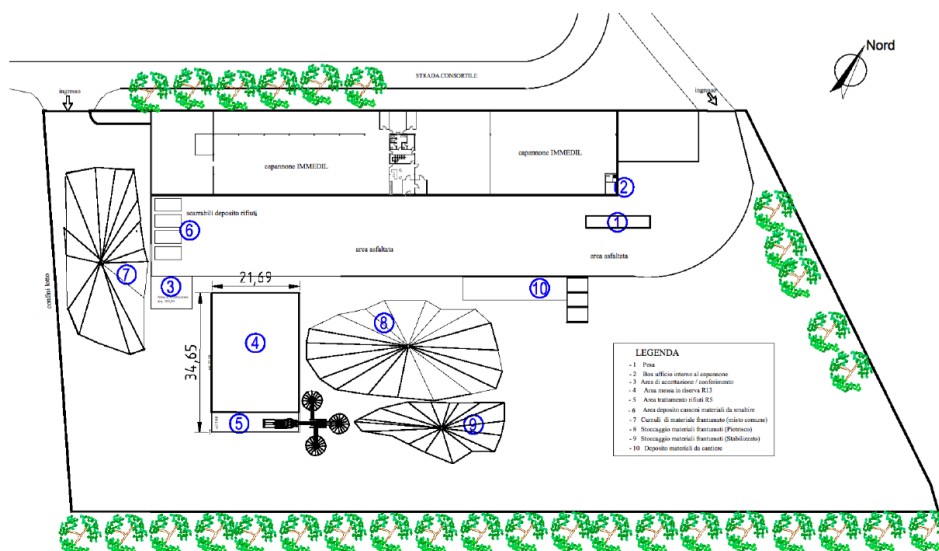 Nord
STRADA CONSORTILE
ingresso
ingresso
capannone IMMEDIL
capannone IMMEDIL
2
scarrabili deposito rifiuti
1
6
area asfaltata
area asfaltata
confini lotto
7
3
21,69
10
8
4
34,65
5
9
LEGENDA
- 1 Pesa
- 2 Box ufficio interno al capannone
- 3 Area di accettazione / conferimento
- 4 Area messa in riserva R13
- 5 Area trattamento rifiuti R5
- 6 Area deposito cassoni materiali da smaltire
- 7 Cumuli di materiale frantumato (misto comune)
- 8 Stoccaggio materiali frantumati (Pietrisco)
- 9 Stoccaggio materiali frantumati (Stabilizzato)
- 10 Deposito materiali da cantiere